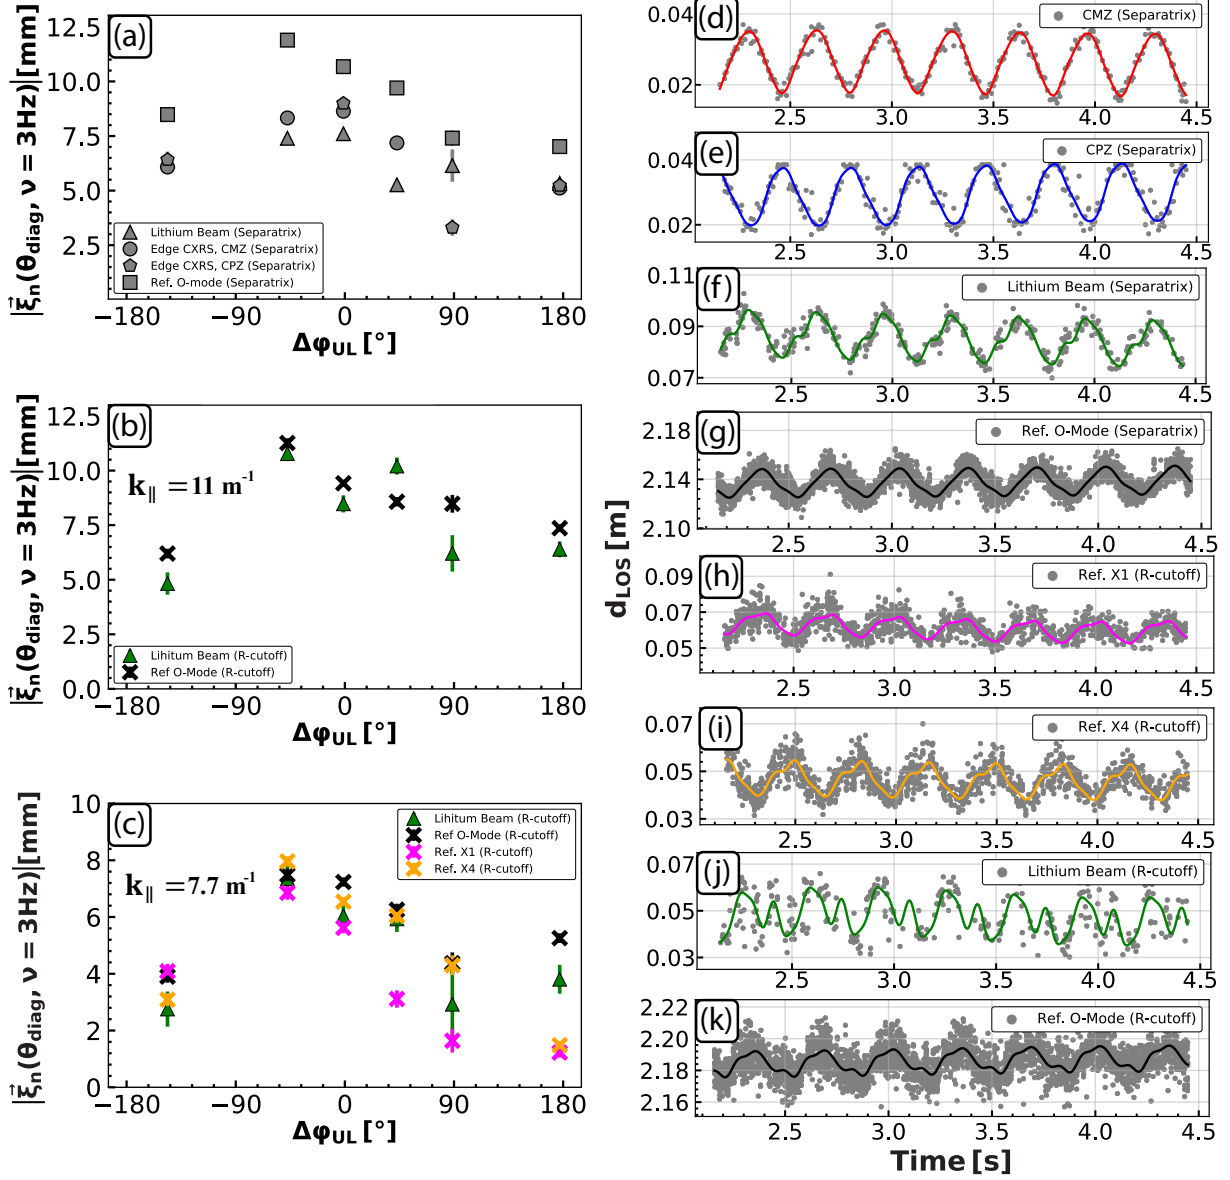 (a)
|ξ⃗n(θdiag, ν = 3Hz)| [mm]
12.5
10.0
7.5
5.0
2.5
Lithium Beam (Separatrix)
Edge CXRS, CMZ (Separatrix)
Edge CXRS, CPZ (Separatrix)
Ref. O-mode (Separatrix)
−180 −90 0 90 180
ΔφUL [°]
(b)
|ξ⃗n(θdiag, ν = 3Hz)| [mm]
12.5
10.0
7.5
5.0
2.5
0.0
k|| = 11 m-1
Lihitum Beam (R-cutoff)
Ref O-Mode (R-cutoff)
−180 −90 0 90 180
ΔφUL [°]
(c)
|ξ⃗n(θdiag, ν = 3Hz)| [mm]
10
8
6
4
2
0
k|| = 7.7 m-1
Lihitum Beam (R-cutoff)
Ref O-Mode (R-cutoff)
Ref. X1 (R-cutoff)
Ref. X4 (R-cutoff)
−180 −90 0 90 180
ΔφUL [°]
dLOS [m]
(d)
CMZ (Separatrix)
0.04
0.02
2.5 3.0 3.5 4.0 4.5
(e)
CPZ (Separatrix)
0.04
0.02
2.5 3.0 3.5 4.0 4.5
(f)
Lithium Beam (Separatrix)
0.11
0.09
0.07
2.5 3.0 3.5 4.0 4.5
(g)
Ref. O-Mode (Separatrix)
2.18
2.14
2.10
2.0 2.5 3.0 3.5 4.0 4.5
(h)
Ref. X1 (R-cutoff)
0.09
0.07
0.05
2.5 3.0 3.5 4.0 4.5
(i)
Ref. X4 (R-cutoff)
0.07
0.05
0.03
2.5 3.0 3.5 4.0 4.5
(j)
Lithium Beam (R-cutoff)
0.07
0.05
0.03
2.5 3.0 3.5 4.0 4.5
(k)
Ref. O-Mode (R-cutoff)
2.20
2.18
2.16
2.5 3.0 3.5 4.0 4.5
Time [s]